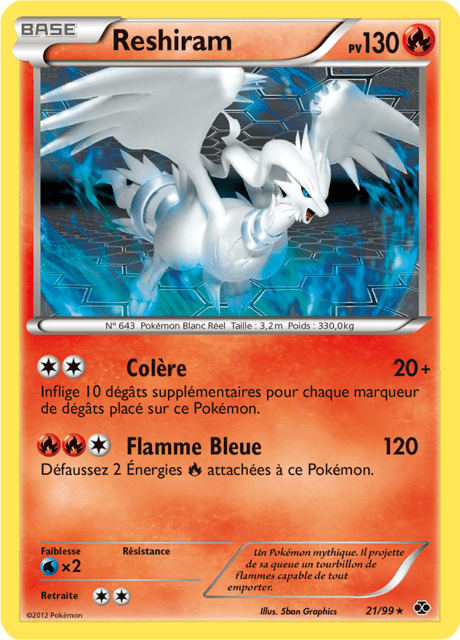 BASE
Reshiram
PV130
Nº 643 Pokémon Blanc Réel Taille : 3,2m Poids : 330,0kg
Colère 20+
Inflige 10 dégâts supplémentaires pour chaque marqueur
de dégâts placé sur ce Pokémon.
Flamme Bleue 120
Défaussez 2 Énergies attachées à ce Pokémon.
Faiblesse Résistance
×2
Retraite
Un Pokémon mythique. Il projette
de sa queue un tourbillon de
flammes capable de tout
emporter.
©2012 Pokémon
Illus. 5ban Graphics
21/99 ★